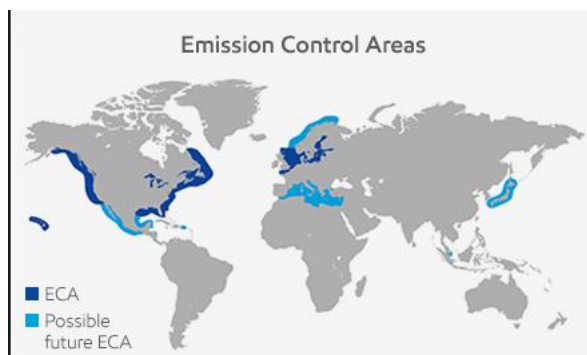 Emission Control Areas
ECA
Possible
future ECA